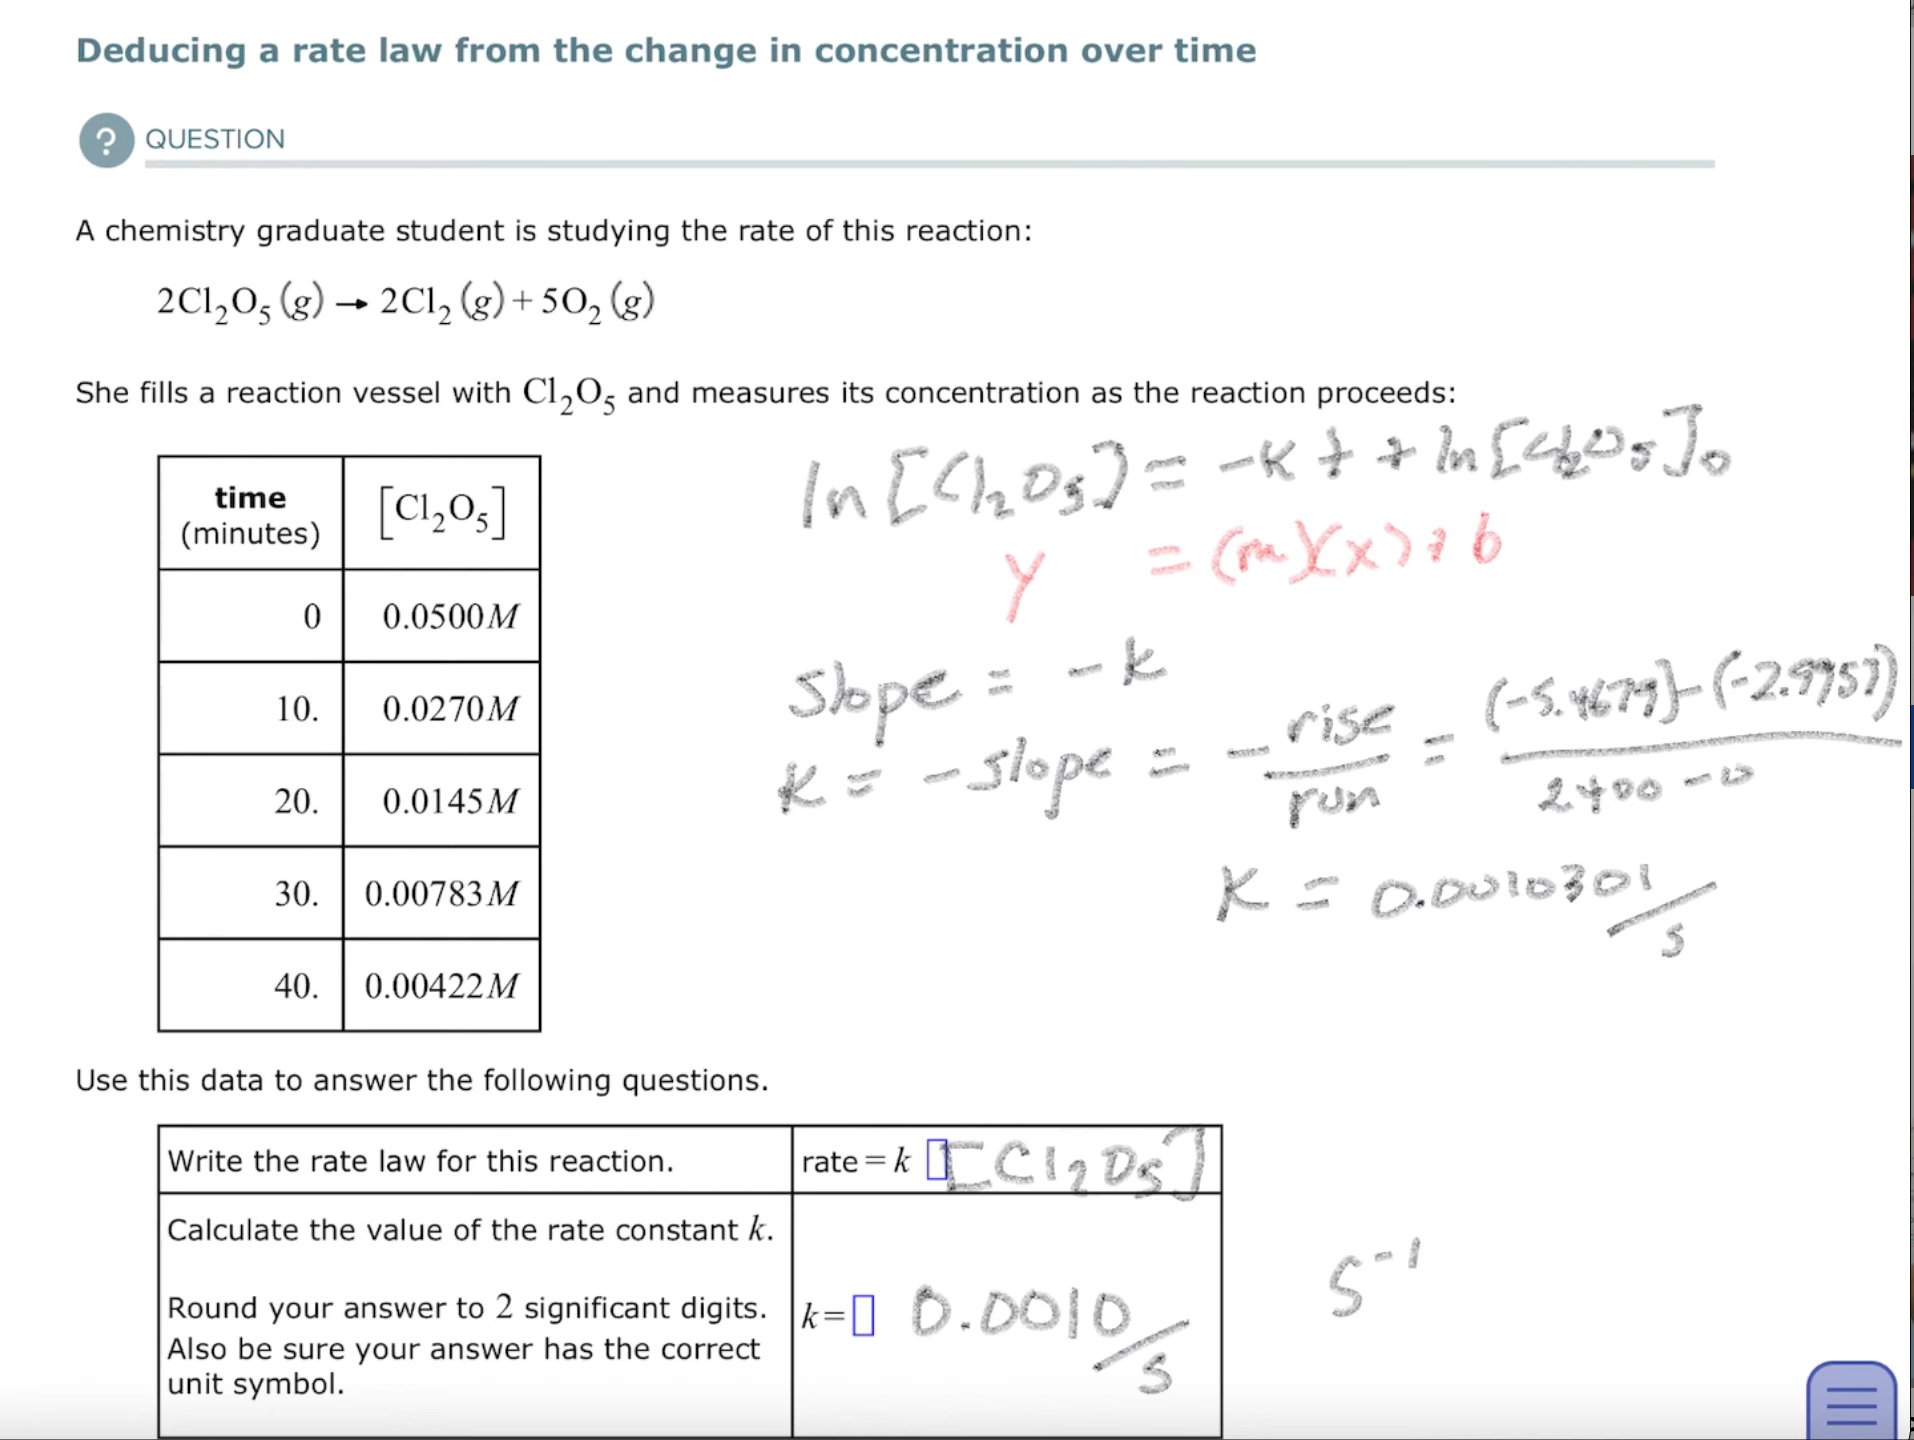 Deducing a rate law from the change in concentration over time
? QUESTION
A chemistry graduate student is studying the rate of this reaction:
2Cl₂O₅(g) → 2Cl₂(g) + 5O₂(g)
She fills a reaction vessel with Cl₂O₅ and measures its concentration as the reaction proceeds:
ln[Cl₂O₅] = -kt + ln[Cl₂O₅]₀
y = (m)(x) + b
time (minutes) [Cl₂O₅]
0 0.0500M
10. 0.0270M
20. 0.0145M
30. 0.00783M
40. 0.00422M
slope = -k
k = -slope = - rise/run = (-5.4679) - (-2.9957) / 2400 - 0
k = 0.0010301/s
Use this data to answer the following questions.
Write the rate law for this reaction. rate = k [Cl₂O₅]
Calculate the value of the rate constant k.
Round your answer to 2 significant digits. k = 0.0010/s
Also be sure your answer has the correct
unit symbol.
s⁻¹